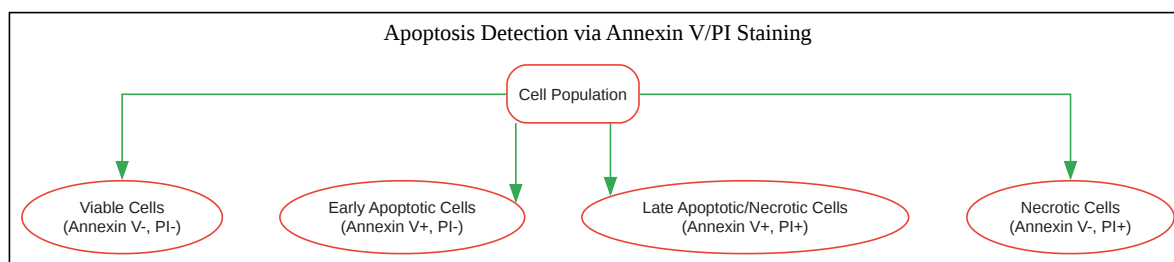 Apoptosis Detection via Annexin V/PI Staining
Cell Population
Viable Cells
(Annexin V-, PI-)
Early Apoptotic Cells
(Annexin V+, PI-)
Late Apoptotic/Necrotic Cells
(Annexin V+, PI+)
Necrotic Cells
(Annexin V-, PI+)